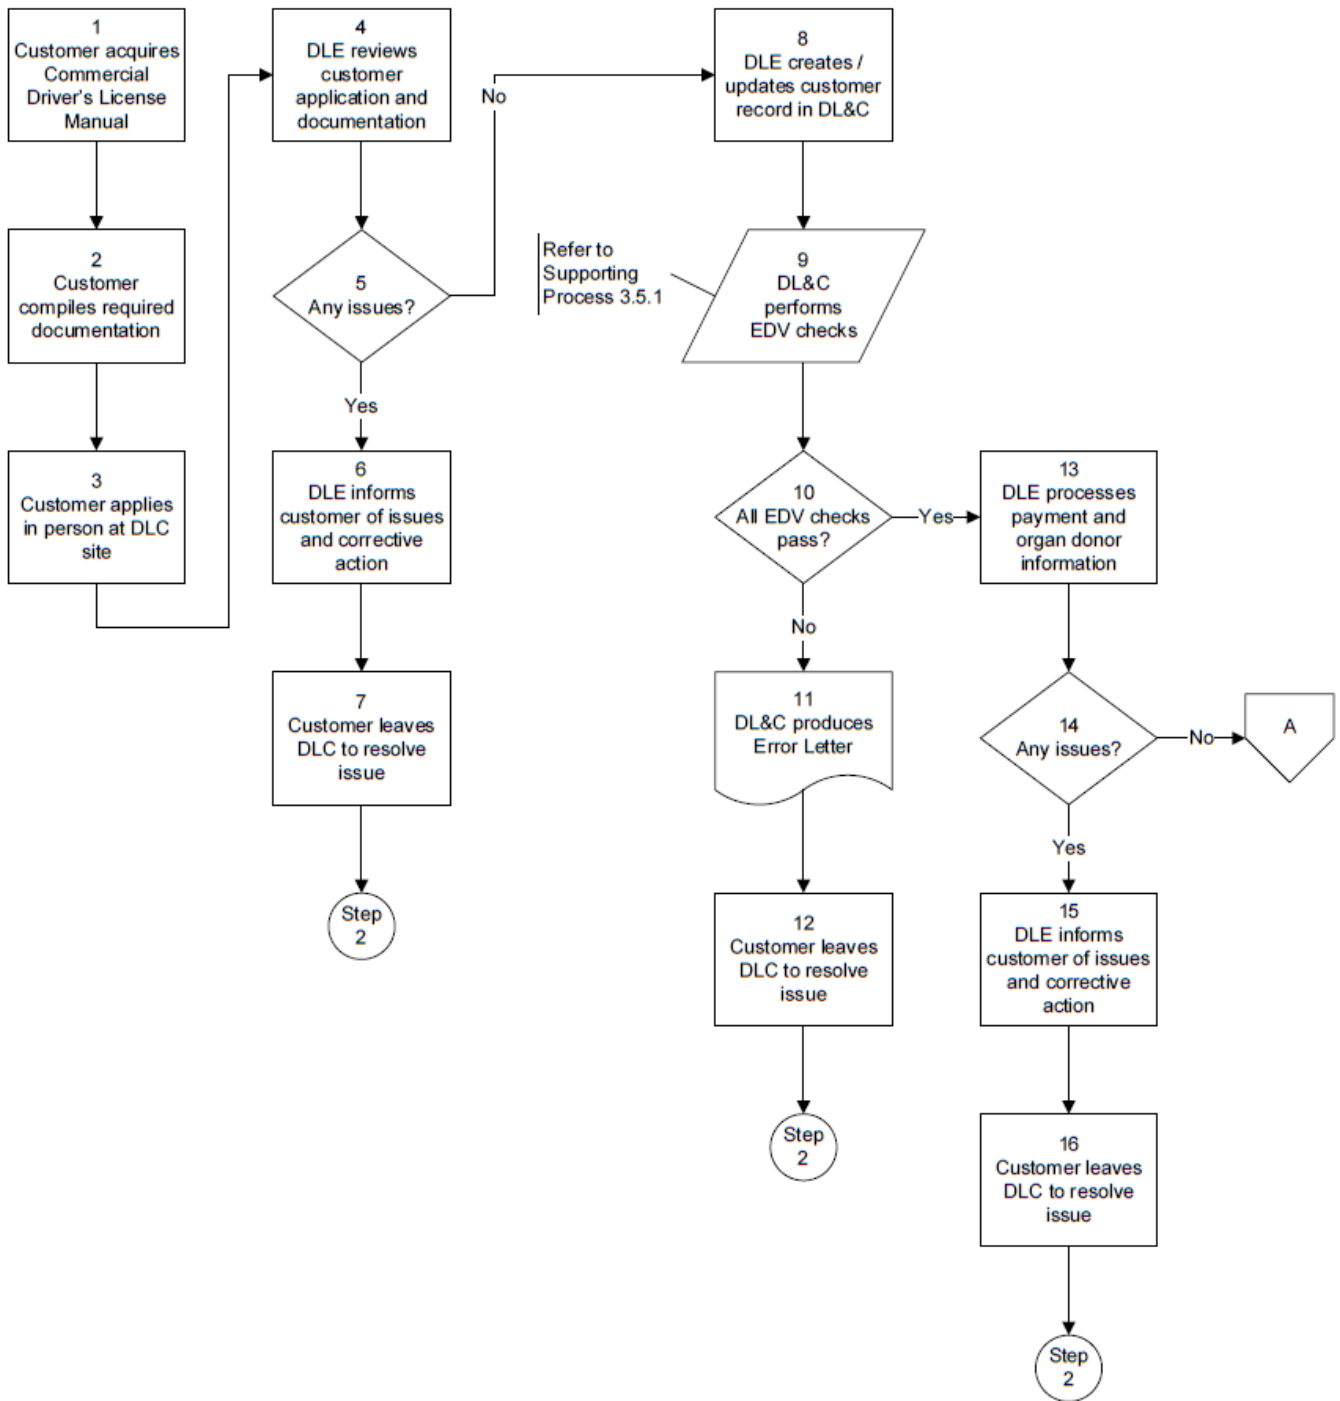 1
Customer acquires
Commercial
Driver's License
Manual
2
Customer
compiles required
documentation
3
Customer applies
in person at DLC
site
4
DLE reviews
customer
application and
documentation
5
Any issues?
No
Yes
6
DLE informs
customer of issues
and corrective
action
7
Customer leaves
DLC to resolve
issue
Step
2
8
DLE creates /
updates customer
record in DL&C
Refer to
Supporting
Process 3.5.1
9
DL&C
performs
EDV checks
10
All EDV checks
pass?
Yes
No
11
DL&C produces
Error Letter
12
Customer leaves
DLC to resolve
issue
Step
2
13
DLE processes
payment and
organ donor
information
14
Any issues?
No
A
Yes
15
DLE informs
customer of issues
and corrective
action
16
Customer leaves
DLC to resolve
issue
Step
2